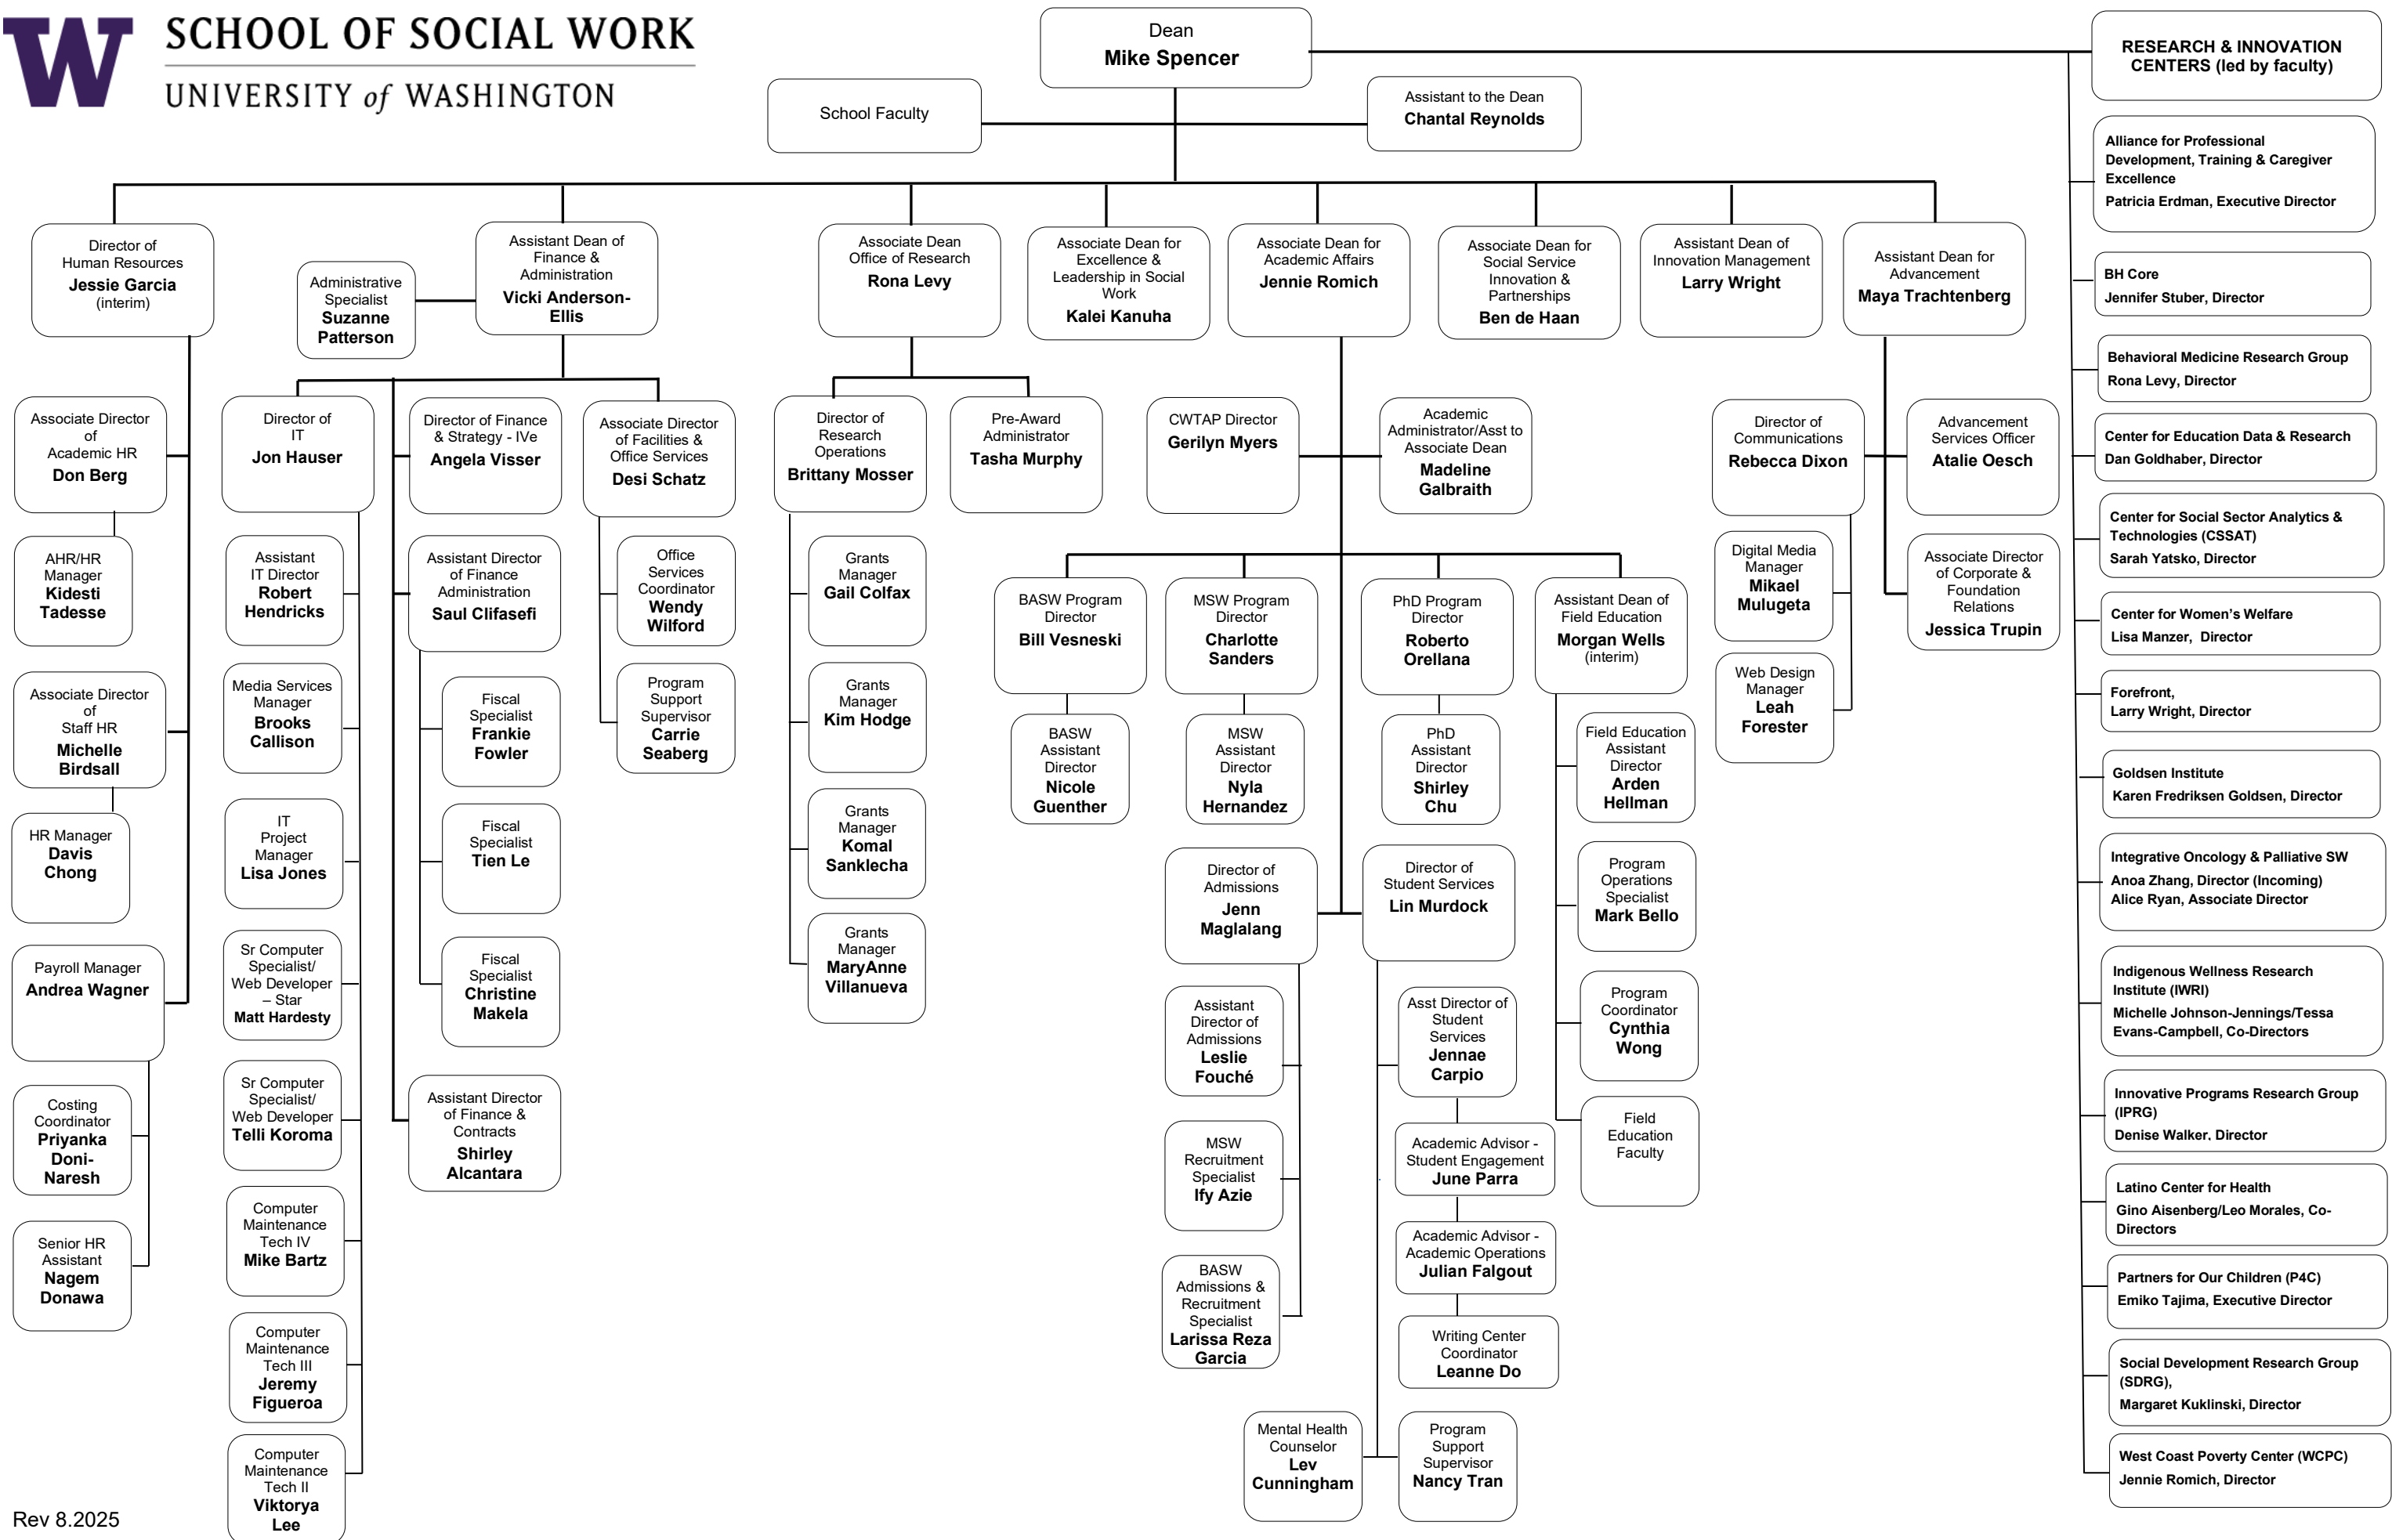 W
SCHOOL OF SOCIAL WORK
UNIVERSITY of WASHINGTON
Dean
Mike Spencer
School Faculty
Assistant to the Dean
Chantal Reynolds
Director of
Human Resources
Jessie Garcia
(interim)
Administrative
Specialist
Suzanne
Patterson
Assistant Dean of
Finance &
Administration
Vicki Anderson-
Ellis
Associate Dean
Office of Research
Rona Levy
Associate Dean for
Excellence &
Leadership in Social
Work
Kalei Kanuha
Associate Dean for
Academic Affairs
Jennie Romich
Associate Dean for
Social Service
Innovation &
Partnerships
Ben de Haan
Assistant Dean of
Innovation Management
Larry Wright
Assistant Dean for
Advancement
Maya Trachtenberg
Associate Director
of
Academic HR
Don Berg
AHR/HR
Manager
Kidesti
Tadesse
Associate Director
of
Staff HR
Michelle
Birdsall
HR Manager
Davis
Chong
Payroll Manager
Andrea Wagner
Costing
Coordinator
Priyanka
Doni-
Naresh
Senior HR
Assistant
Nagem
Donawa
Director of
IT
Jon Hauser
Assistant
IT Director
Robert
Hendricks
Media Services
Manager
Brooks
Callison
IT
Project
Manager
Lisa Jones
Sr Computer
Specialist/
Web Developer
– Star
Matt Hardesty
Sr Computer
Specialist/
Web Developer
Telli Koroma
Computer
Maintenance
Tech IV
Mike Bartz
Computer
Maintenance
Tech III
Jeremy
Figueroa
Computer
Maintenance
Tech II
Viktorya
Lee
Director of Finance
& Strategy - IVe
Angela Visser
Assistant Director
of Finance
Administration
Saul Clifasefi
Fiscal
Specialist
Frankie
Fowler
Fiscal
Specialist
Tien Le
Fiscal
Specialist
Christine
Makela
Assistant Director
of Finance &
Contracts
Shirley
Alcantara
Associate Director
of Facilities &
Office Services
Desi Schatz
Office
Services
Coordinator
Wendy
Wilford
Program
Support
Supervisor
Carrie
Seaberg
Director of
Research
Operations
Brittany Mosser
Pre-Award
Administrator
Tasha Murphy
Grants
Manager
Gail Colfax
Grants
Manager
Kim Hodge
Grants
Manager
Komal
Sanklecha
Grants
Manager
MaryAnne
Villanueva
CWTAP Director
Gerilyn Myers
Academic
Administrator/Asst to
Associate Dean
Madeline
Galbraith
BASW Program
Director
Bill Vesneski
BASW
Assistant
Director
Nicole
Guenther
MSW Program
Director
Charlotte
Sanders
MSW
Assistant
Director
Nyla
Hernandez
PhD Program
Director
Roberto
Orellana
PhD
Assistant
Director
Shirley
Chu
Assistant Dean of
Field Education
Morgan Wells
(interim)
Field Education
Assistant
Director
Arden
Hellman
Program
Operations
Specialist
Mark Bello
Program
Coordinator
Cynthia
Wong
Field
Education
Faculty
Director of
Admissions
Jenn
Maglalang
Assistant
Director of
Admissions
Leslie
Fouché
MSW
Recruitment
Specialist
Ify Azie
BASW
Admissions &
Recruitment
Specialist
Larissa Reza
Garcia
Director of
Student Services
Lin Murdock
Asst Director of
Student
Services
Jennae
Carpio
Academic Advisor -
Student Engagement
June Parra
Academic Advisor -
Academic Operations
Julian Falgout
Writing Center
Coordinator
Leanne Do
Mental Health
Counselor
Lev
Cunningham
Program
Support
Supervisor
Nancy Tran
Director of
Communications
Rebecca Dixon
Advancement
Services Officer
Atalie Oesch
Digital Media
Manager
Mikael
Mulugeta
Web Design
Manager
Leah
Forester
Associate Director
of Corporate &
Foundation
Relations
Jessica Trupin
RESEARCH & INNOVATION
CENTERS (led by faculty)
Alliance for Professional
Development, Training & Caregiver
Excellence
Patricia Erdman, Executive Director
BH Core
Jennifer Stuber, Director
Behavioral Medicine Research Group
Rona Levy, Director
Center for Education Data & Research
Dan Goldhaber, Director
Center for Social Sector Analytics &
Technologies (CSSAT)
Sarah Yatsko, Director
Center for Women’s Welfare
Lisa Manzer, Director
Forefront,
Larry Wright, Director
Goldsen Institute
Karen Fredriksen Goldsen, Director
Integrative Oncology & Palliative SW
Anoa Zhang, Director (Incoming)
Alice Ryan, Associate Director
Indigenous Wellness Research
Institute (IWRI)
Michelle Johnson-Jennings/Tessa
Evans-Campbell, Co-Directors
Innovative Programs Research Group
(IPRG)
Denise Walker, Director
Latino Center for Health
Gino Aisenberg/Leo Morales, Co-
Directors
Partners for Our Children (P4C)
Emiko Tajima, Executive Director
Social Development Research Group
(SDRG),
Margaret Kuklinski, Director
West Coast Poverty Center (WCPC)
Jennie Romich, Director
Rev 8.2025